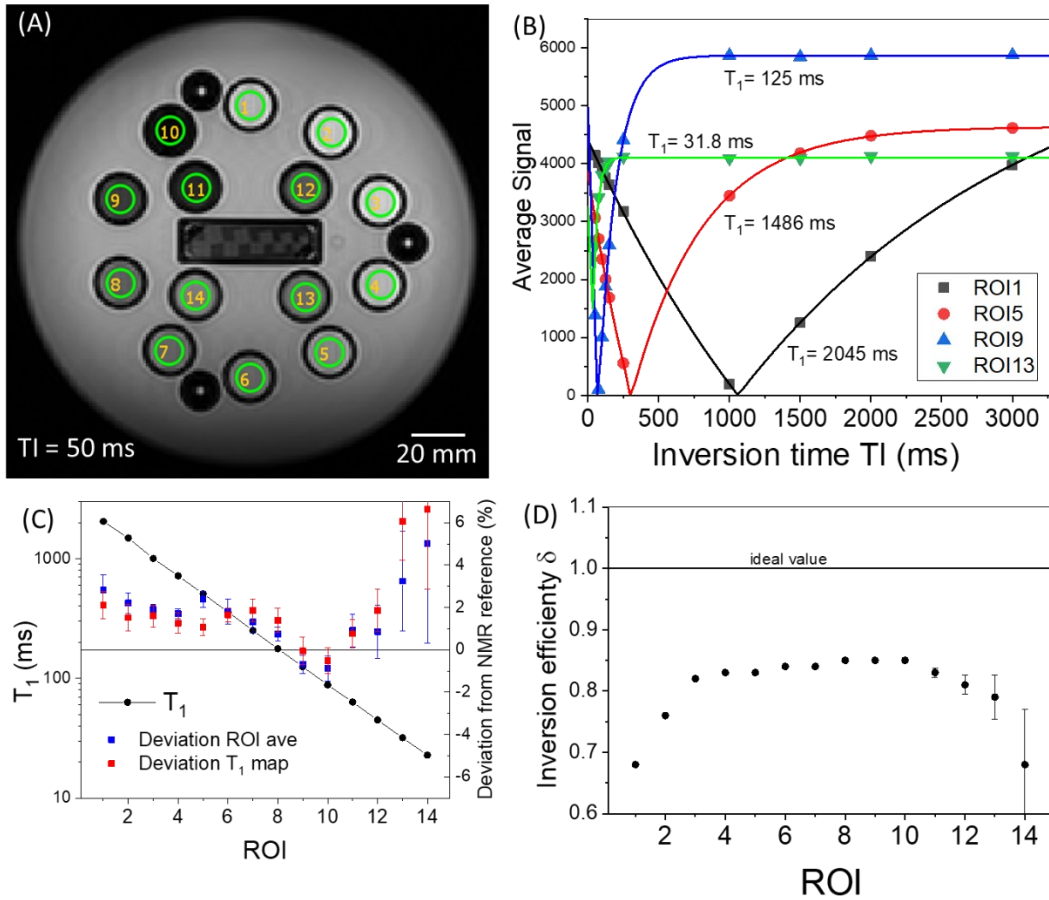 (A)
1
2
3
4
5
6
7
8
9
10
11
12
13
14
TI = 50 ms
20 mm
(B)
6000
5000
4000
3000
2000
1000
0
Average Signal
T₁ = 125 ms
T₁ = 31.8 ms
T₁ = 1486 ms
T₁ = 2045 ms
ROI1
ROI5
ROI9
ROI13
0 500 1000 1500 2000 2500 3000
Inversion time TI (ms)
(C)
1000
100
10
T₁ (ms)
6
4
2
0
-2
-4
-6
Deviation from NMR reference (%)
T₁
Deviation ROI ave
Deviation T₁ map
2 4 6 8 10 12 14
ROI
(D)
1.1
1.0
0.9
0.8
0.7
0.6
Inversion efficienty δ
ideal value
2 4 6 8 10 12 14
ROI